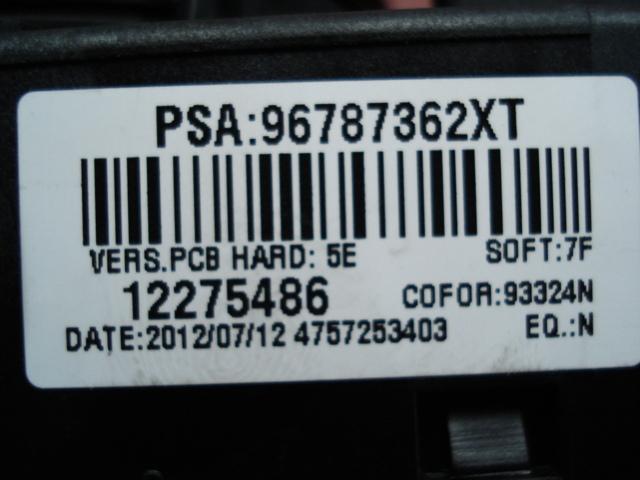 PSA:96787362XT
VERS.PCB HARD: 5E SOFT:7F
12275486 COFOR:93324N
DATE:2012/07/12 4757253403 EQ.:N